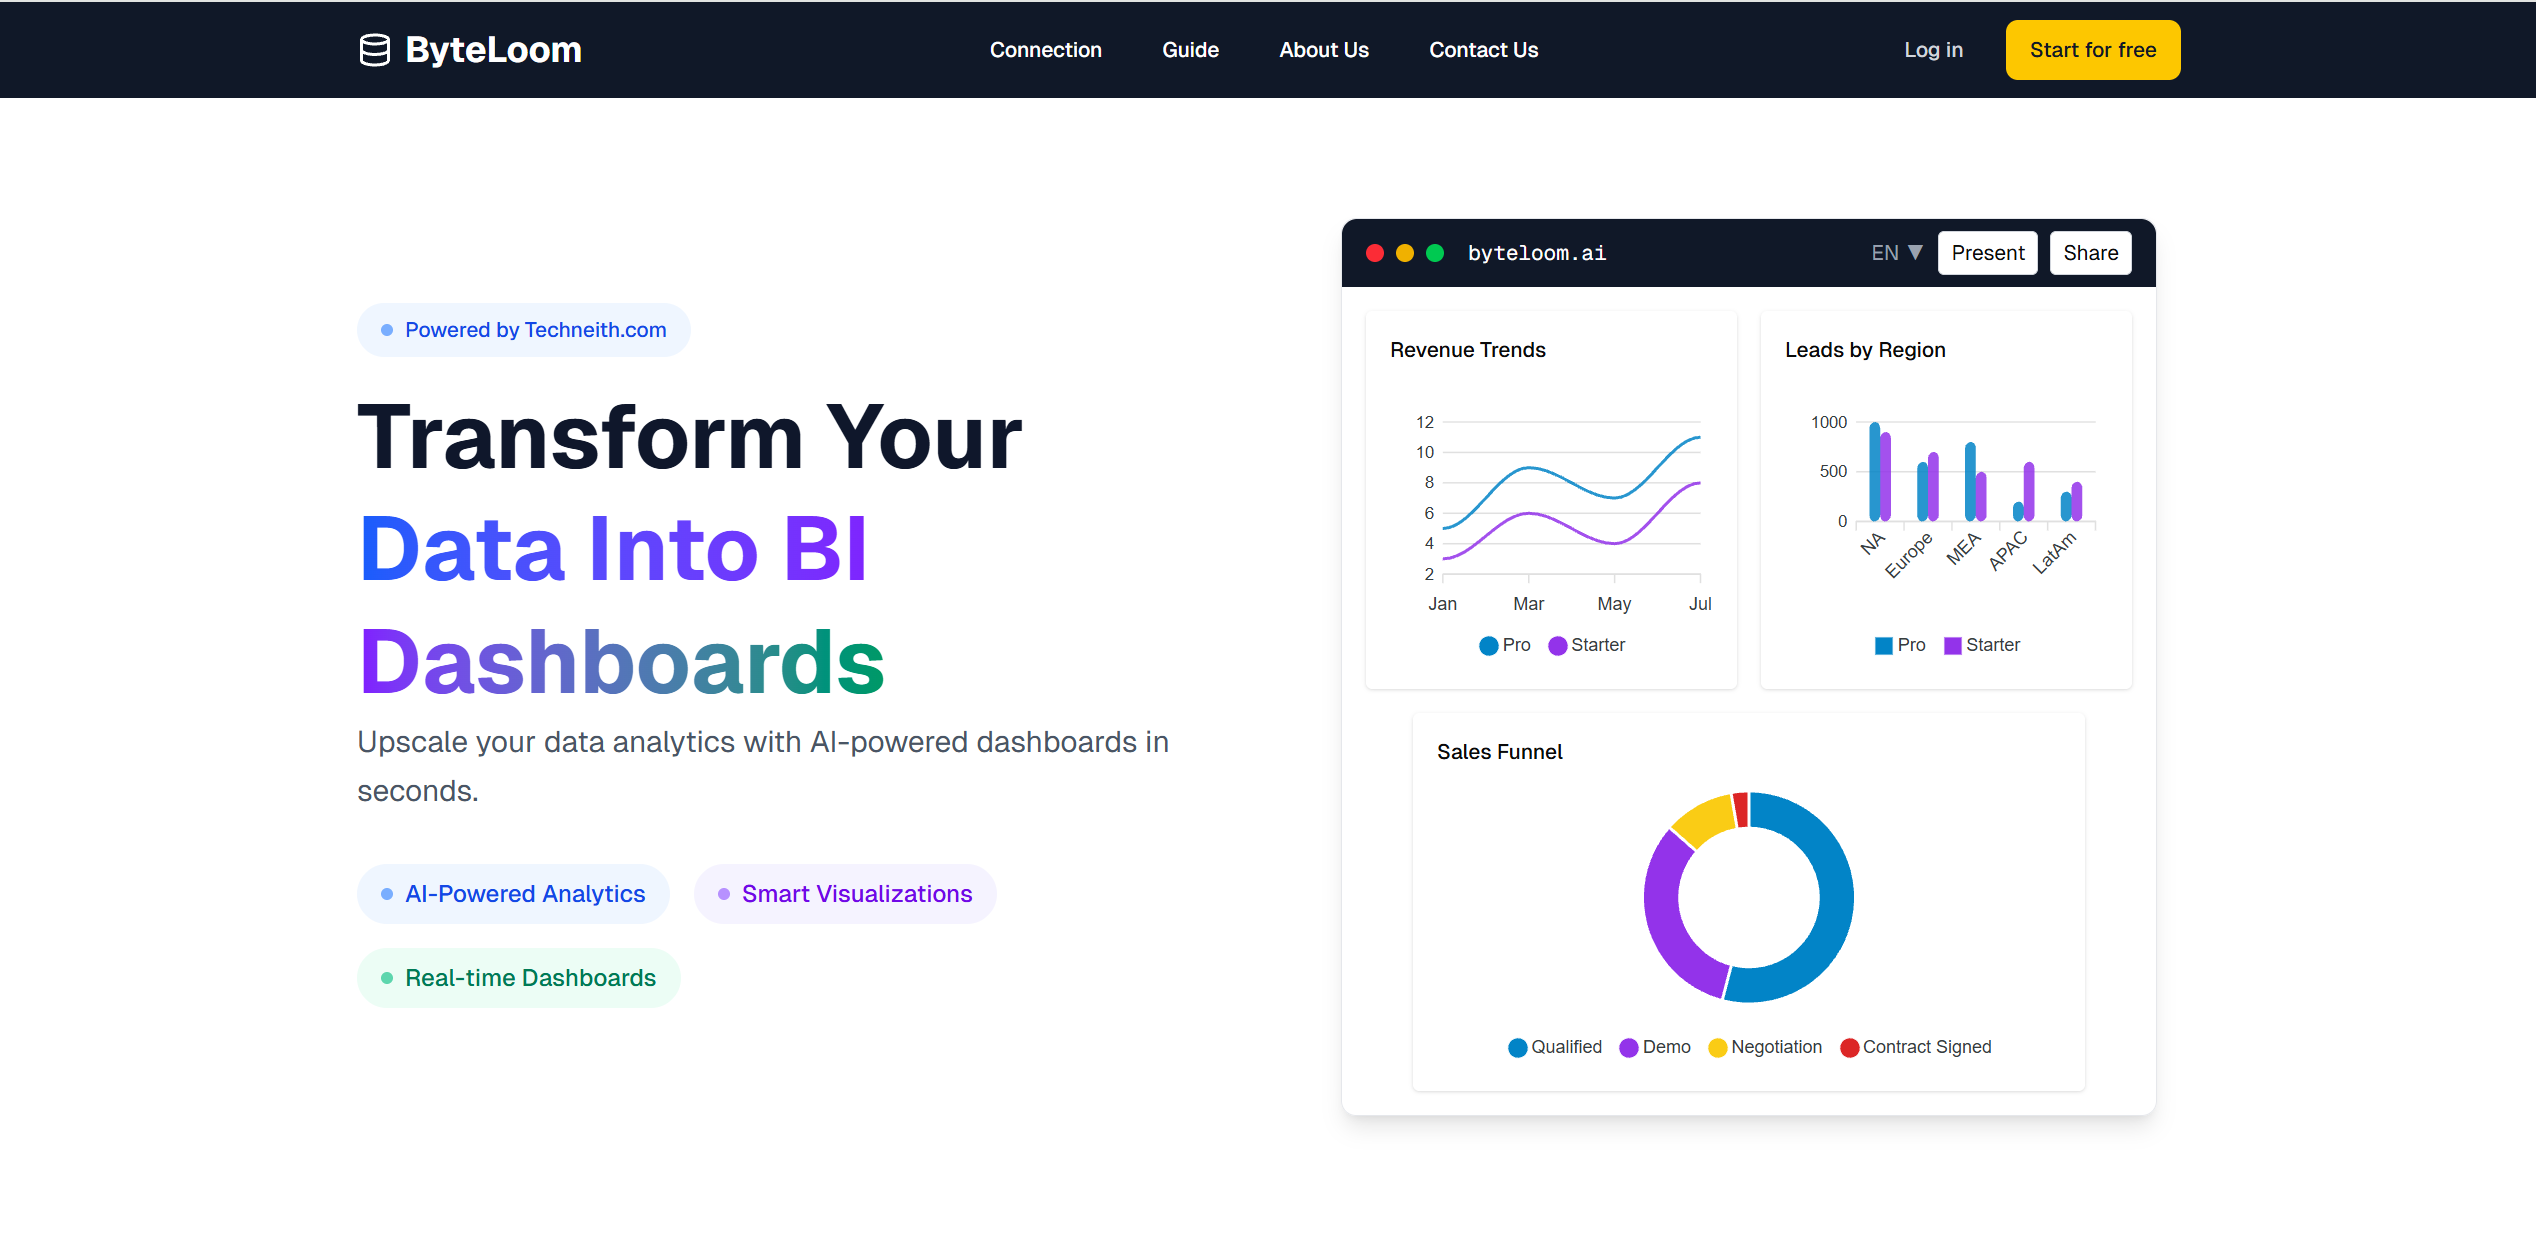 ByteLoom
Connection Guide About Us Contact Us
Log in Start for free
Powered by Techneith.com
Transform Your
Data Into BI
Dashboards
Upscale your data analytics with AI-powered dashboards in
seconds.
AI-Powered Analytics Smart Visualizations
Real-time Dashboards
byteloom.ai EN ▼ Present Share
Revenue Trends
12
10
8
6
4
2
Jan Mar May Jul
Pro Starter
Leads by Region
1000
500
0
NA Europe MEA APAC LatAm
Pro Starter
Sales Funnel
Qualified Demo Negotiation Contract Signed